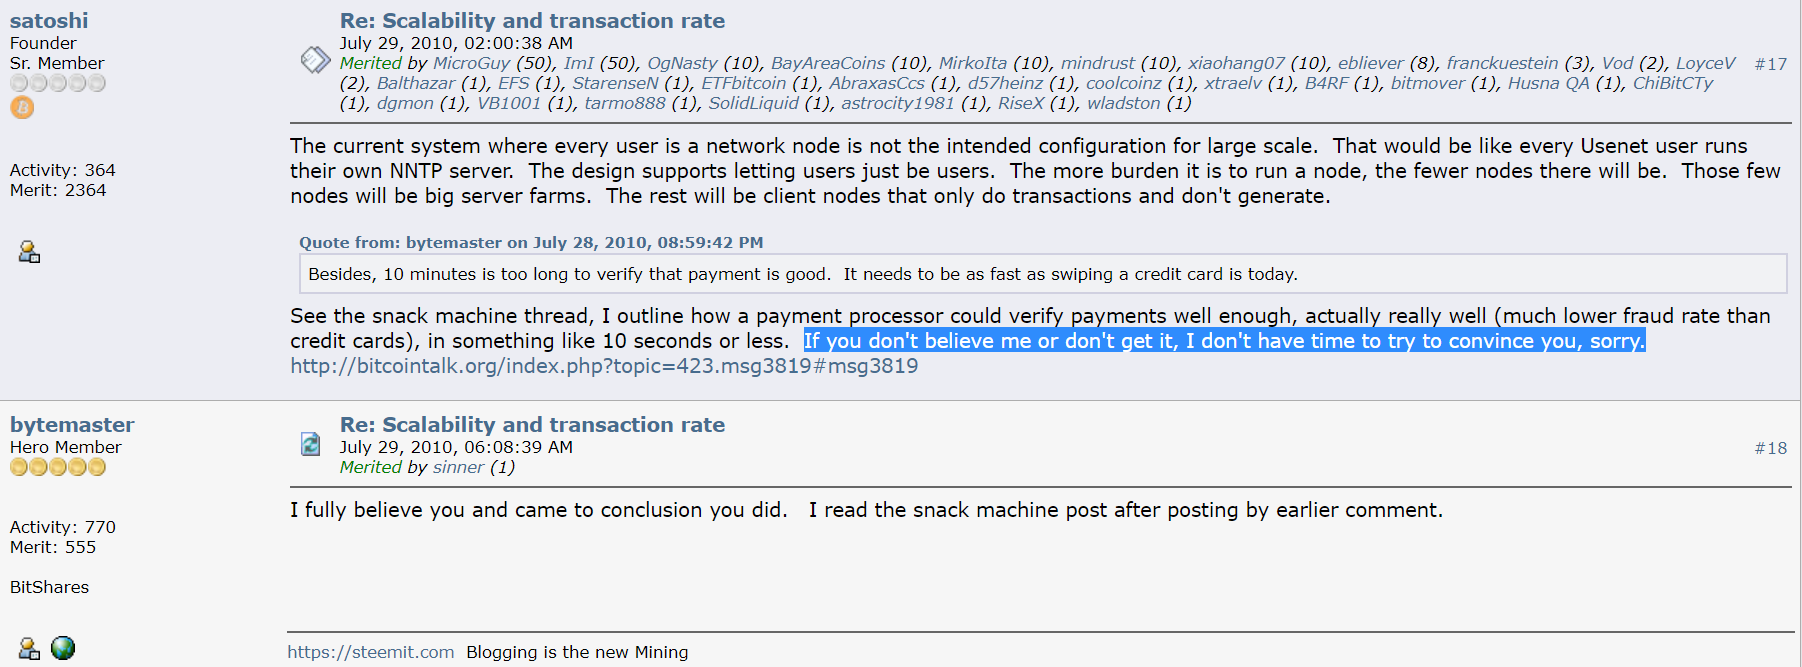 satoshi
Founder
Sr. Member
Activity: 364
Merit: 2364
Re: Scalability and transaction rate
July 29, 2010, 02:00:38 AM
Merited by MicroGuy (50), ImI (50), OgNasty (10), BayAreaCoins (10), MirkoIta (10), mindrust (10), xiaohang07 (10), ebliever (8), franckuestein (3), Vod (2), LoyceV
(2), Balthazar (1), EFS (1), StarenseN (1), ETFbitcoin (1), AbraxasCcs (1), d57heinz (1), coolcoinz (1), xtraelv (1), B4RF (1), bitmover (1), Husna QA (1), ChiBitCTy
(1), dgmon (1), VB1001 (1), tarmo888 (1), SolidLiquid (1), astrocity1981 (1), RiseX (1), wladston (1)
#17
The current system where every user is a network node is not the intended configuration for large scale.  That would be like every Usenet user runs
their own NNTP server.  The design supports letting users just be users.  The more burden it is to run a node, the fewer nodes there will be.  Those few
nodes will be big server farms.  The rest will be client nodes that only do transactions and don't generate.
Quote from: bytemaster on July 28, 2010, 08:59:42 PM
Besides, 10 minutes is too long to verify that payment is good.  It needs to be as fast as swiping a credit card is today.
See the snack machine thread, I outline how a payment processor could verify payments well enough, actually really well (much lower fraud rate than
credit cards), in something like 10 seconds or less.  If you don't believe me or don't get it, I don't have time to try to convince you, sorry.
http://bitcointalk.org/index.php?topic=423.msg3819#msg3819
bytemaster
Hero Member
Activity: 770
Merit: 555
BitShares
Re: Scalability and transaction rate
July 29, 2010, 06:08:39 AM
Merited by sinner (1)
#18
I fully believe you and came to conclusion you did.   I read the snack machine post after posting by earlier comment.
https://steemit.com  Blogging is the new Mining